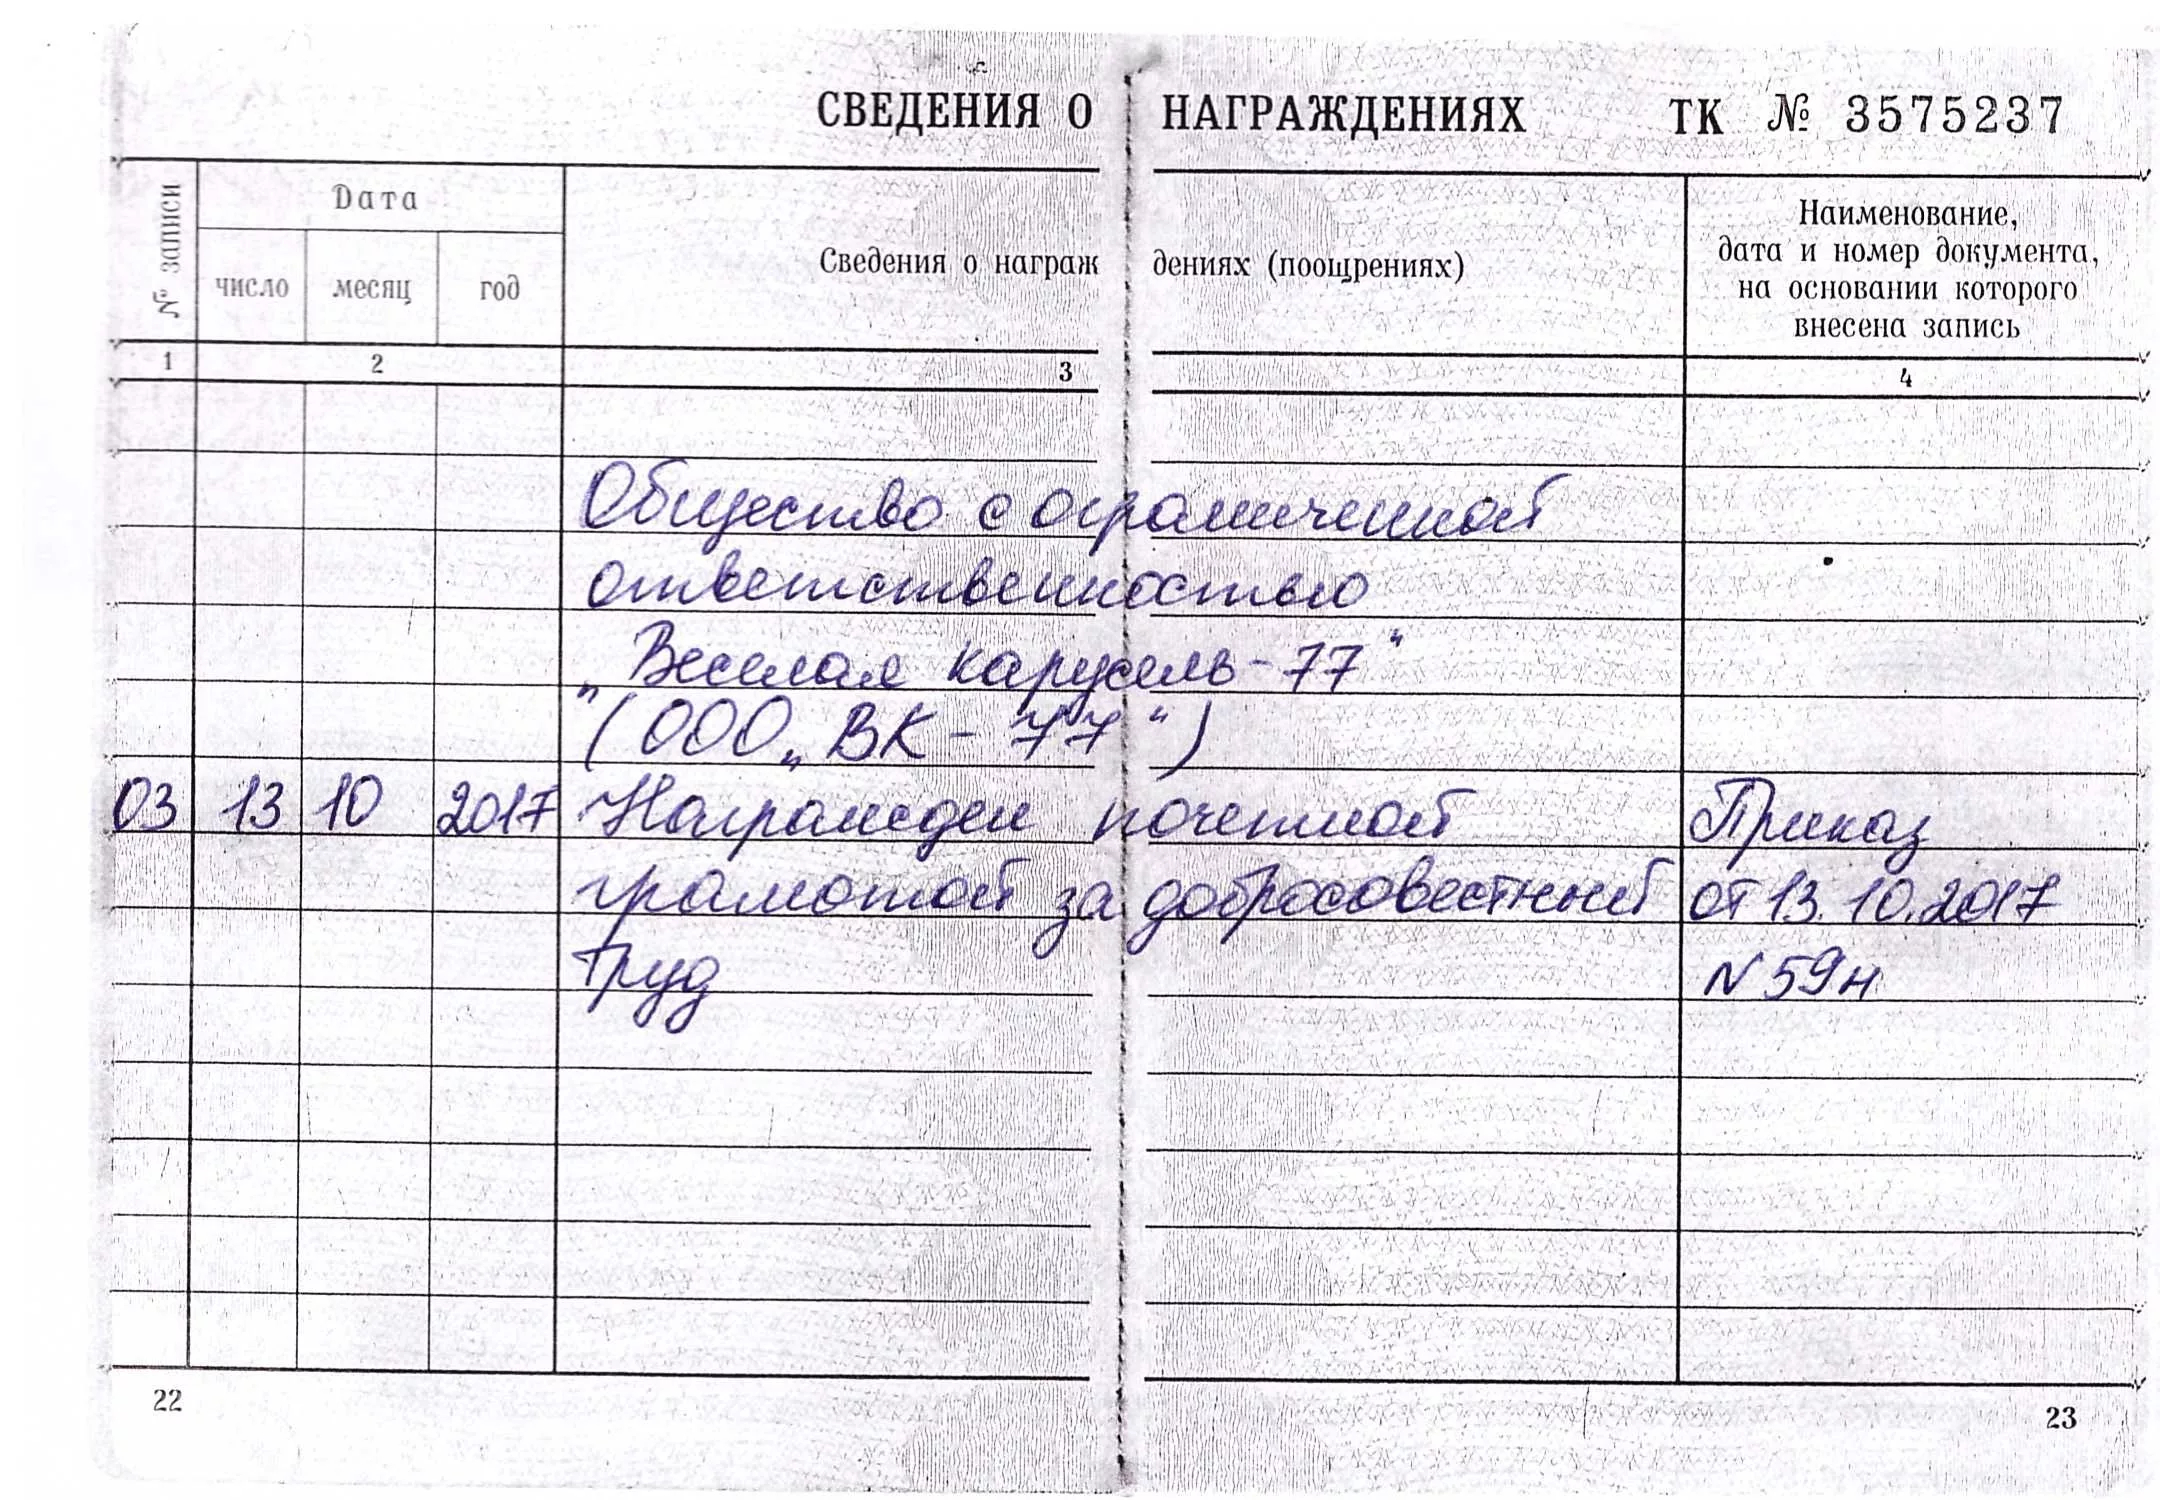 СВЕДЕНИЯ О НАГРАЖДЕНИЯХ ТК № 3575237
№ записи
Дата
число месяц год
Сведения о награждениях (поощрениях)
Наименование,
дата и номер документа,
на основании которого
внесена запись
1 2 3 4
Общество с ограниченной
ответственностью
„Веселая карусель-77“
(ООО „ВК-77“)
03 13 10 2017 Награжден почетной Приказ
грамотой за добросовестный от 13.10.2017
труд N 59н
22 23